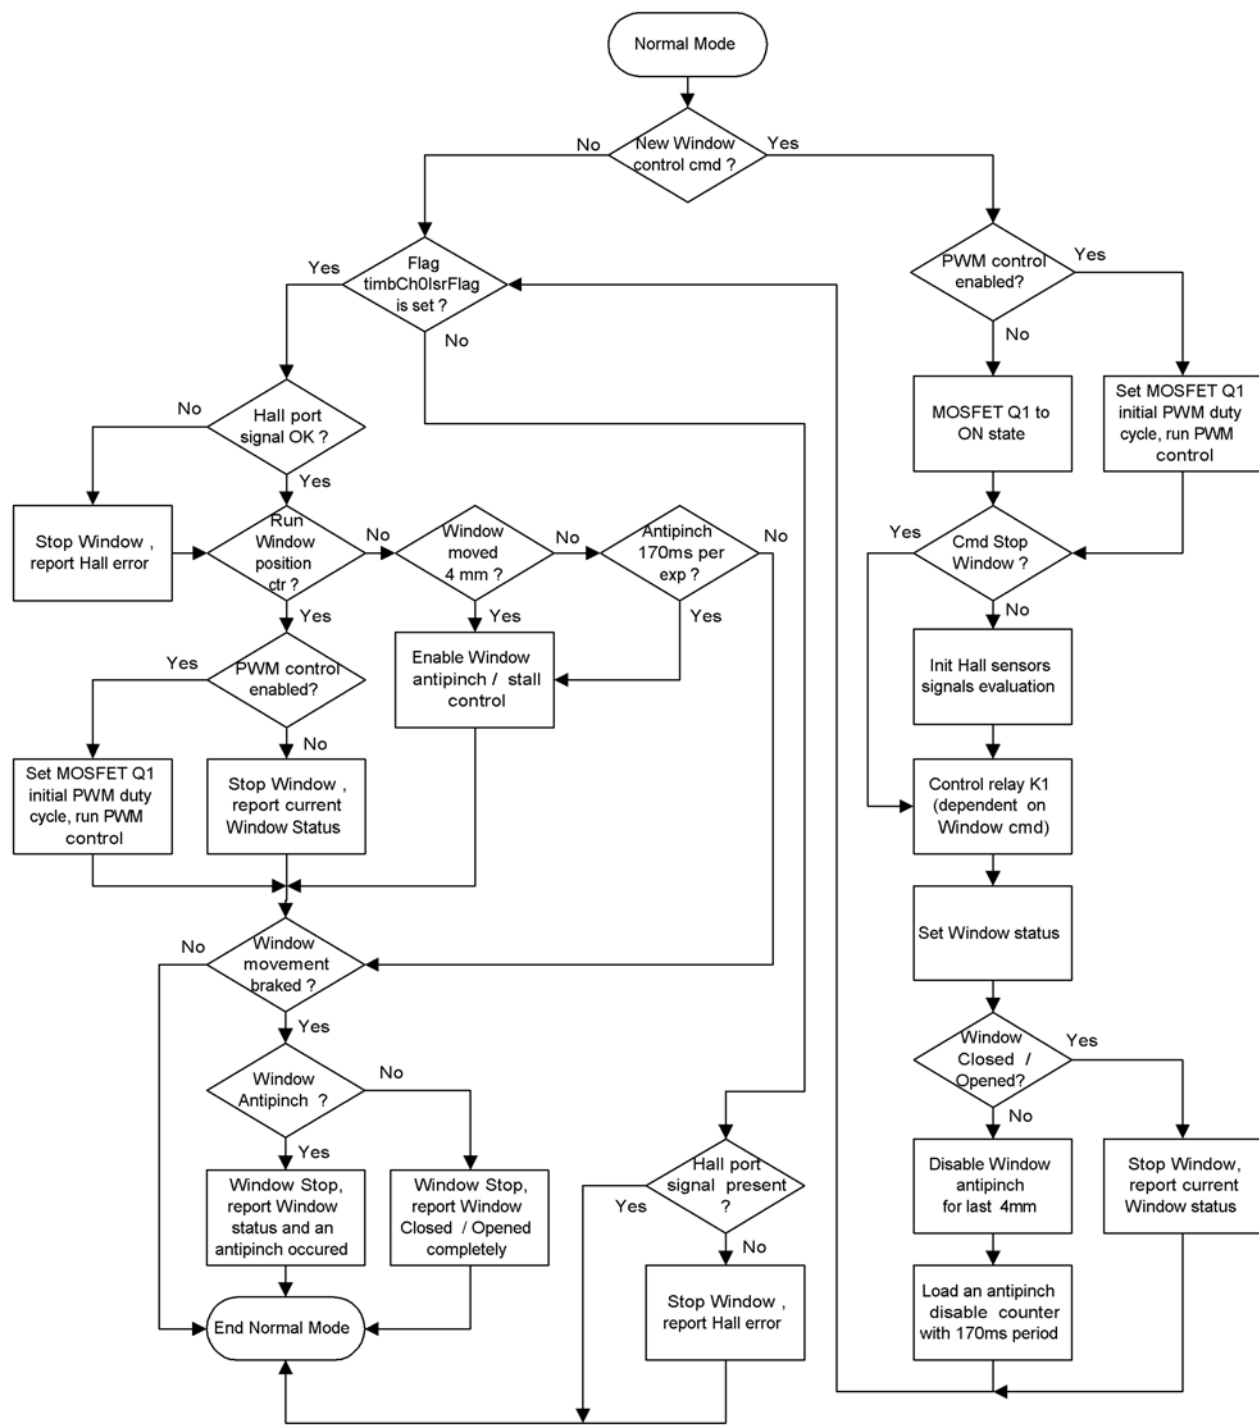 Normal Mode
New Window
control cmd ?
No
Yes
Flag
timbCh0IsrFlag
is set ?
Yes
No
PWM control
enabled?
Yes
No
MOSFET Q1 to
ON state
Set MOSFET Q1
initial PWM duty
cycle, run PWM
control
Hall port
signal OK ?
No
Yes
Stop Window ,
report Hall error
Run
Window
position
ctr ?
No
Yes
Window
moved
4 mm ?
No
Yes
Antipinch
170ms per
exp ?
No
Yes
Cmd Stop
Window ?
Yes
No
PWM control
enabled?
Yes
No
Enable Window
antipinch / stall
control
Init Hall sensors
signals evaluation
Set MOSFET Q1
initial PWM duty
cycle, run PWM
control
Stop Window ,
report current
Window Status
Control relay K1
(dependent on
Window cmd)
Window
movement
braked ?
No
Yes
Set Window status
Window
Antipinch ?
No
Yes
Window
Closed /
Opened?
Yes
No
Window Stop,
report Window
status and an
antipinch occured
Window Stop,
report Window
Closed / Opened
completely
Hall port
signal present
?
Yes
No
Disable Window
antipinch
for last 4mm
Stop Window,
report current
Window status
End Normal Mode
Stop Window ,
report Hall error
Load an antipinch
disable counter
with 170ms period